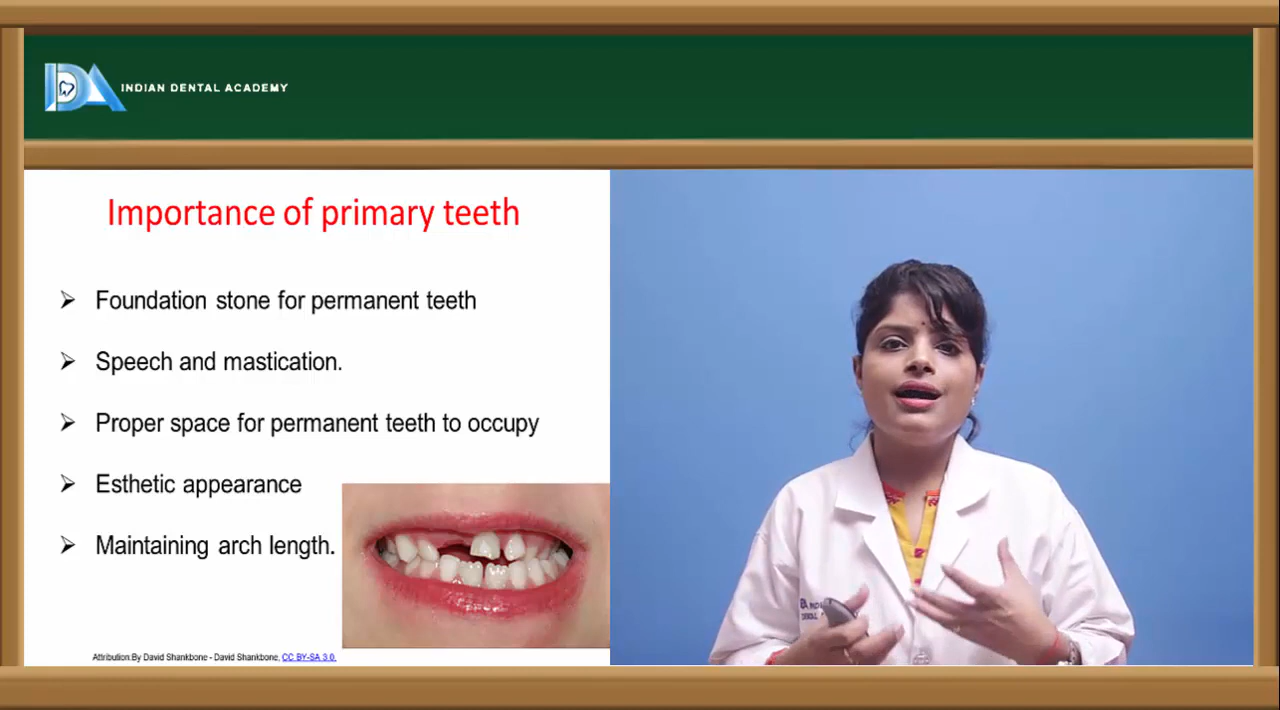 IDA INDIAN DENTAL ACADEMY
Importance of primary teeth
➢ Foundation stone for permanent teeth
➢ Speech and mastication.
➢ Proper space for permanent teeth to occupy
➢ Esthetic appearance
➢ Maintaining arch length.
Attribution:By David Shankbone - David Shankbone, CC BY-SA 3.0,
DENTAL